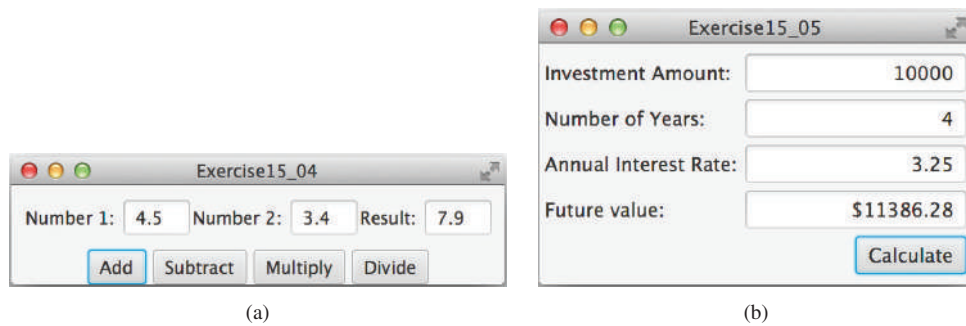 Exercise15_04
Number 1: 4.5 Number 2: 3.4 Result: 7.9
Add Subtract Multiply Divide
(a)
Exercise15_05
Investment Amount: 10000
Number of Years: 4
Annual Interest Rate: 3.25
Future value: $11386.28
Calculate
(b)